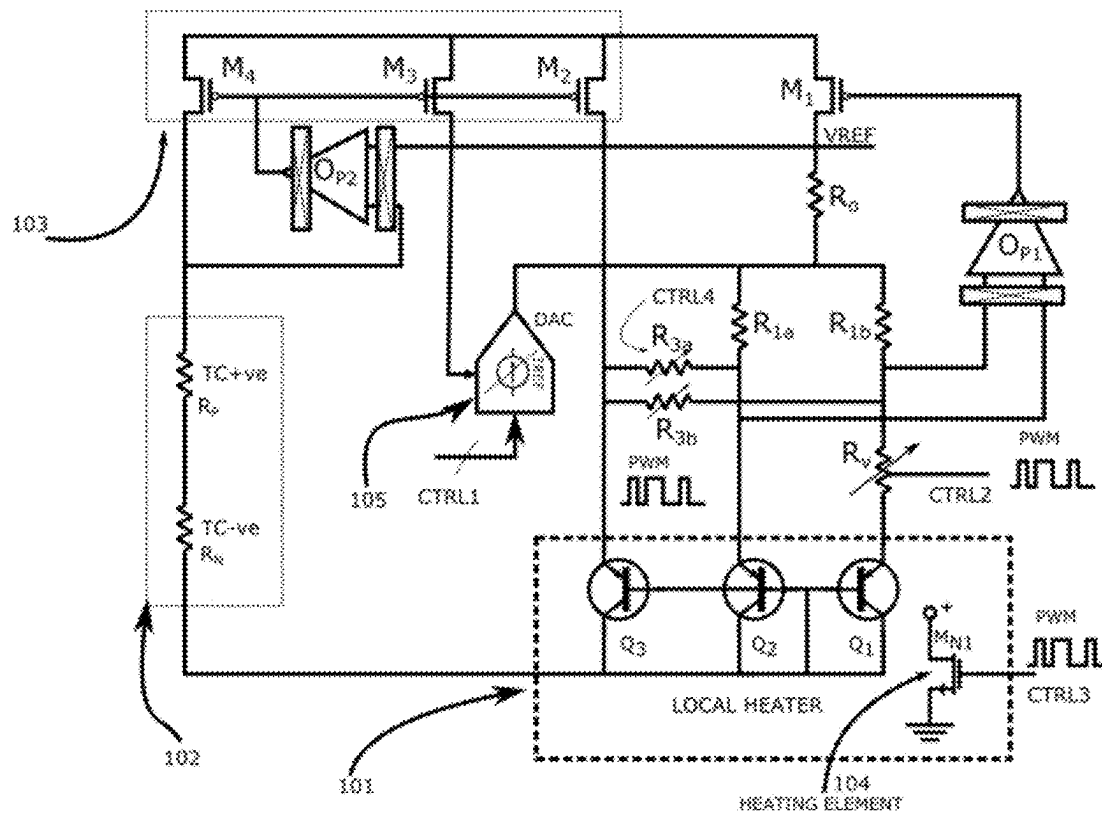 M4
M3
M2
M1
VREF
OP2
Ro
103
OP1
CTRL4
DAC
R1a
R1b
R3a
TC+ve
RP
R3b
Rv
PWM
PWM
105
CTRL1
CTRL2
TC-ve
RN
Q3
Q2
Q1
+
MN1
PWM
CTRL3
LOCAL HEATER
102
101
104
HEATING ELEMENT